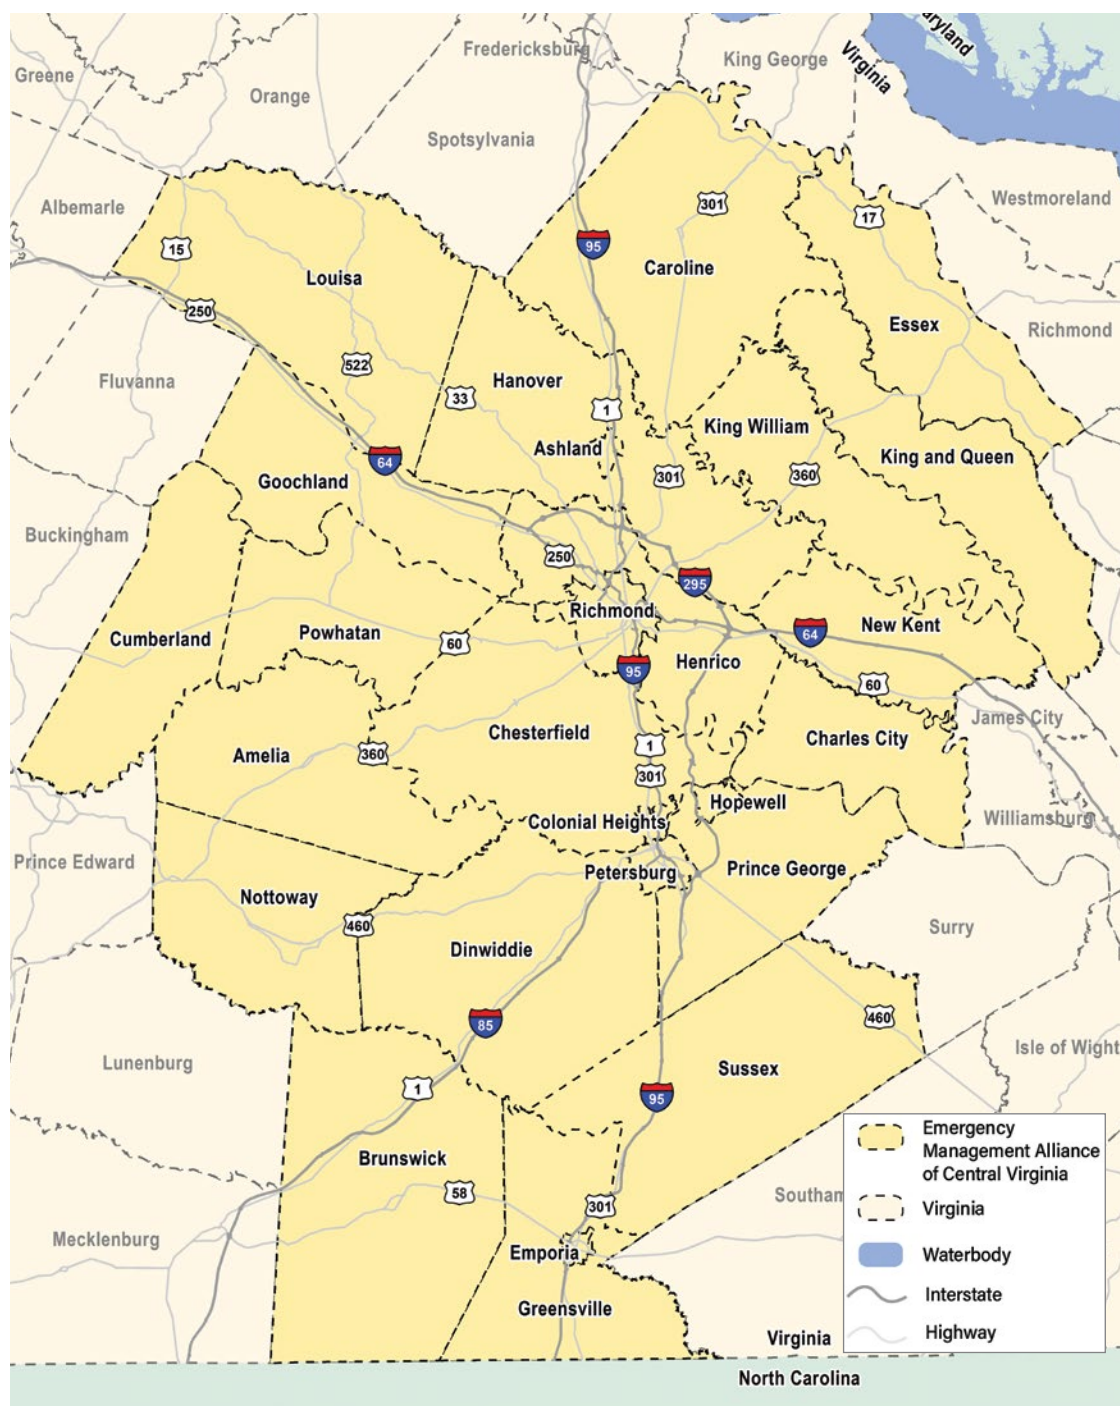 Fredericksburg
King George
Maryland
Virginia
Greene
Orange
Spotsylvania
Albemarle
Westmoreland
301
17
15
95
Louisa
Caroline
250
Essex
Richmond
522
Fluvanna
Hanover
33
1
King William
Ashland
King and Queen
64
301
360
Goochland
Buckingham
250
295
Richmond
Cumberland
Powhatan
60
64
New Kent
95
Henrico
60
James City
Chesterfield
1
Charles City
Amelia
360
301
Hopewell
Colonial Heights
Williamsburg
Prince Edward
Petersburg
Prince George
Nottoway
460
Dinwiddie
Surry
85
460
Lunenburg
Isle of Wight
Sussex
1
95
Brunswick
58
301
Southam
Mecklenburg
Emporia
Greensville
Virginia
North Carolina
Emergency
Management Alliance
of Central Virginia
Virginia
Waterbody
Interstate
Highway